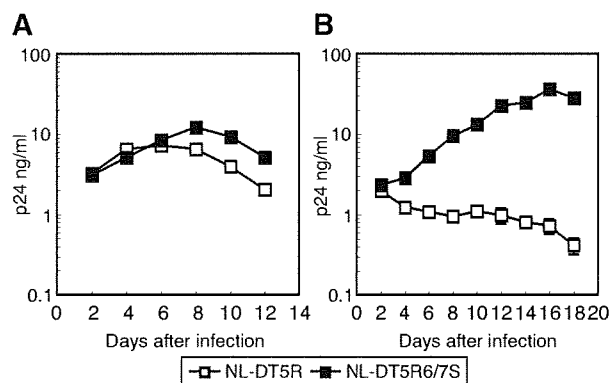 A
B
100
10
1
0.1
p24 ng/ml
0 2 4 6 8 10 12 14
Days after infection
100
10
1
0.1
p24 ng/ml
0 2 4 6 8 10 12 14 16 18 20
Days after infection
NL-DT5R NL-DT5R6/7S